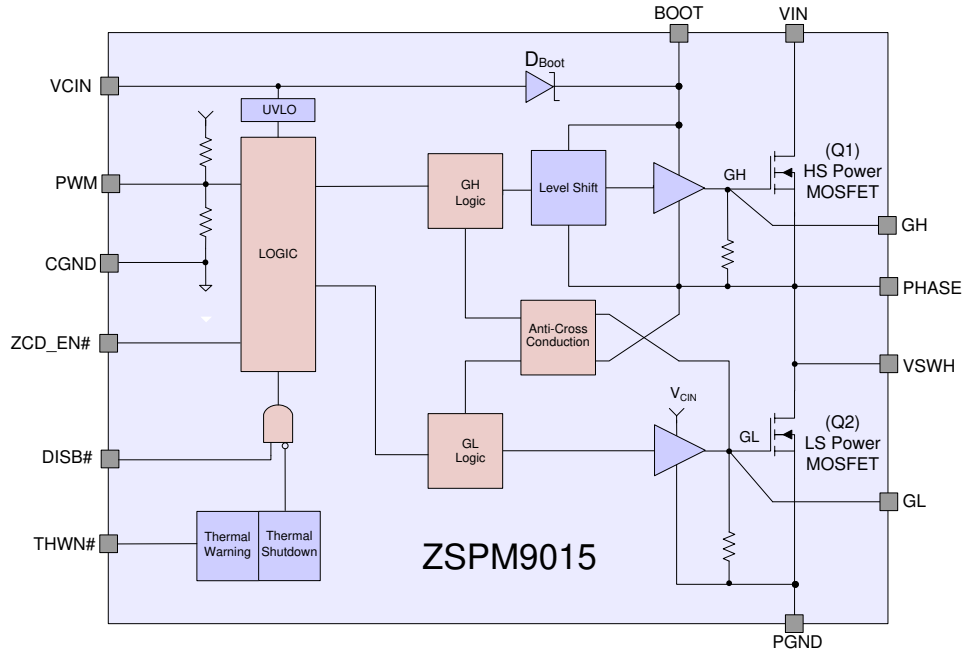 BOOT
VIN
VCIN
DBoot
UVLO
PWM
GH
Logic
Level Shift
GH
(Q1)
HS Power
MOSFET
GH
LOGIC
CGND
PHASE
Anti-Cross
Conduction
ZCD_EN#
VSWH
VCIN
GL
Logic
GL
(Q2)
LS Power
MOSFET
DISB#
GL
THWN#
Thermal
Warning
Thermal
Shutdown
ZSPM9015
PGND